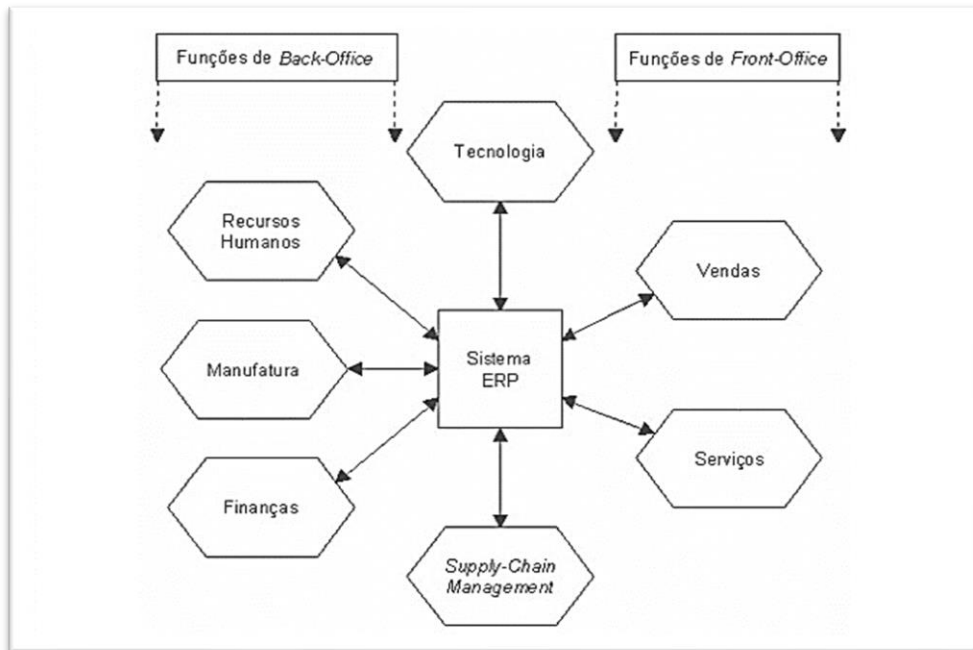 Funções de Back-Office
Funções de Front-Office
Tecnologia
Recursos
Humanos
Vendas
Manufatura
Sistema
ERP
Serviços
Finanças
Supply-Chain
Management